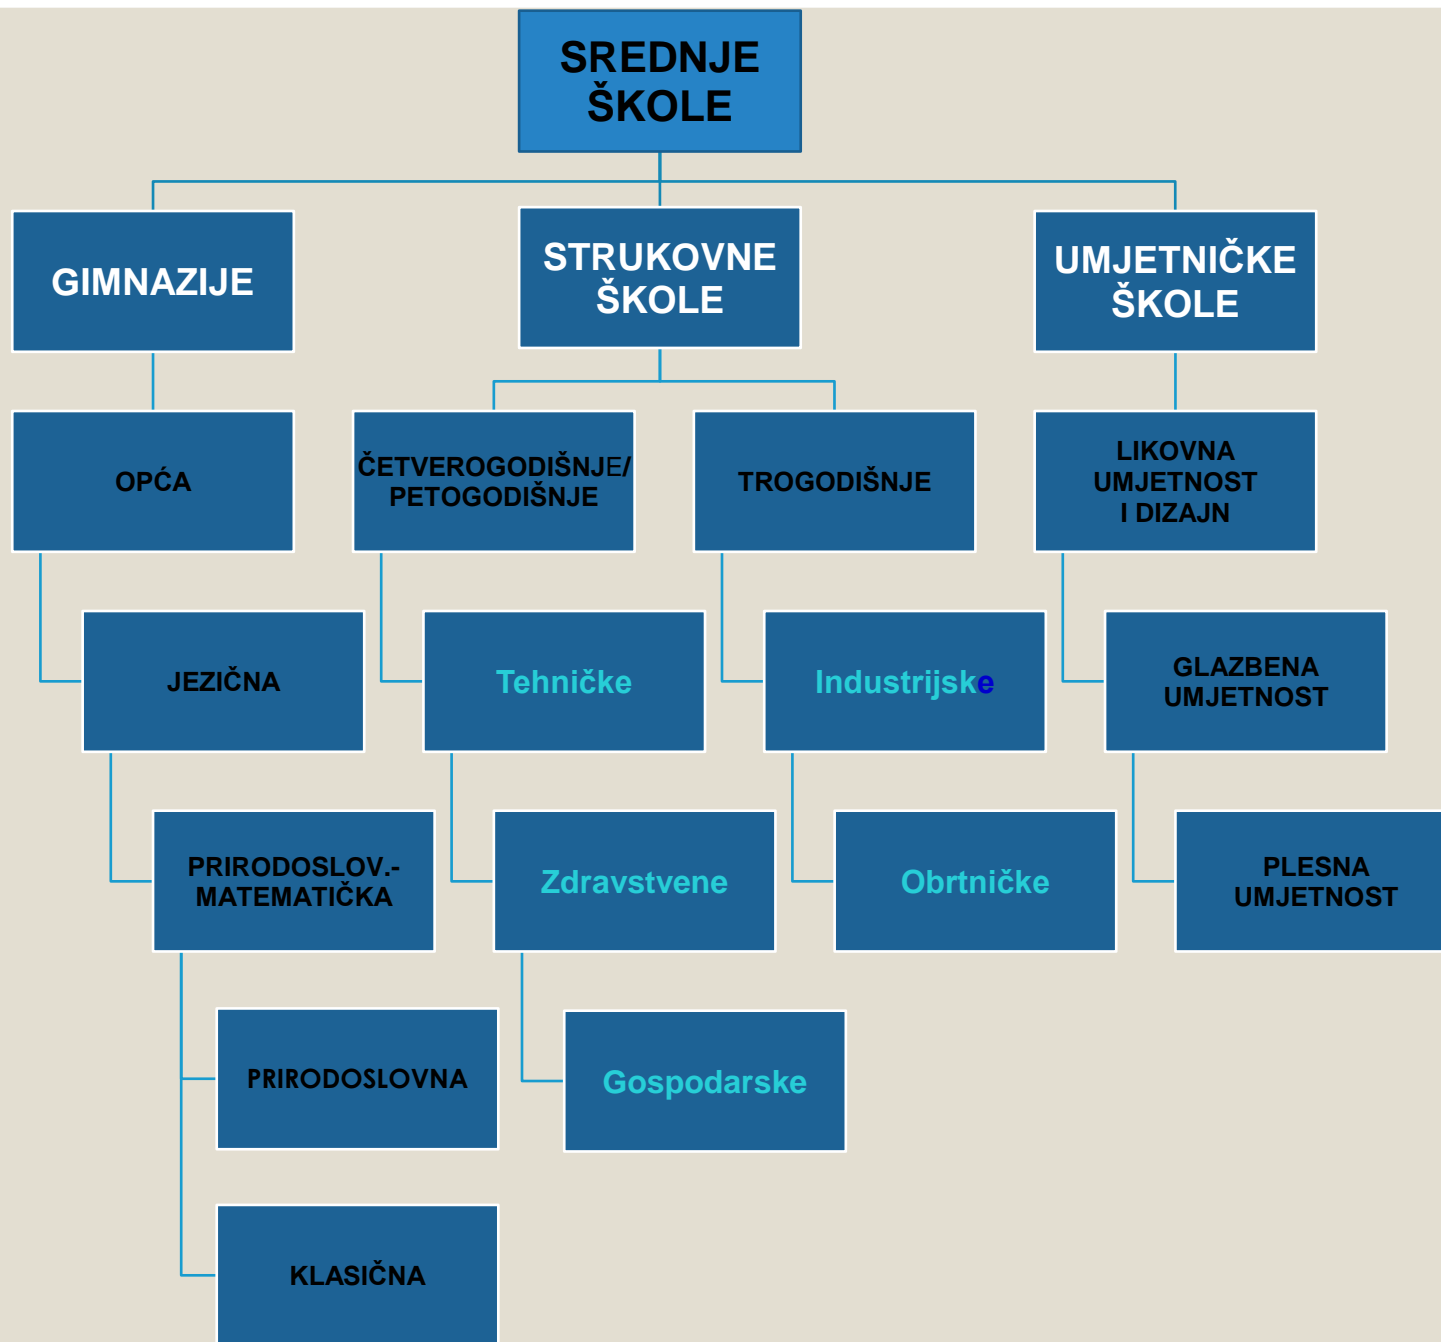 SREDNJE
ŠKOLE
GIMNAZIJE
STRUKOVNE
ŠKOLE
UMJETNIČKE
ŠKOLE
OPĆA
ČETVEROGODIŠNJE/
PETOGODIŠNJE
TROGODIŠNJE
LIKOVNA
UMJETNOST
I DIZAJN
JEZIČNA
Tehničke
Industrijske
GLAZBENA
UMJETNOST
PRIRODOSLOV.-
MATEMATIČKA
Zdravstvene
Obrtničke
PLESNA
UMJETNOST
PRIRODOSLOVNA
Gospodarske
KLASIČNA